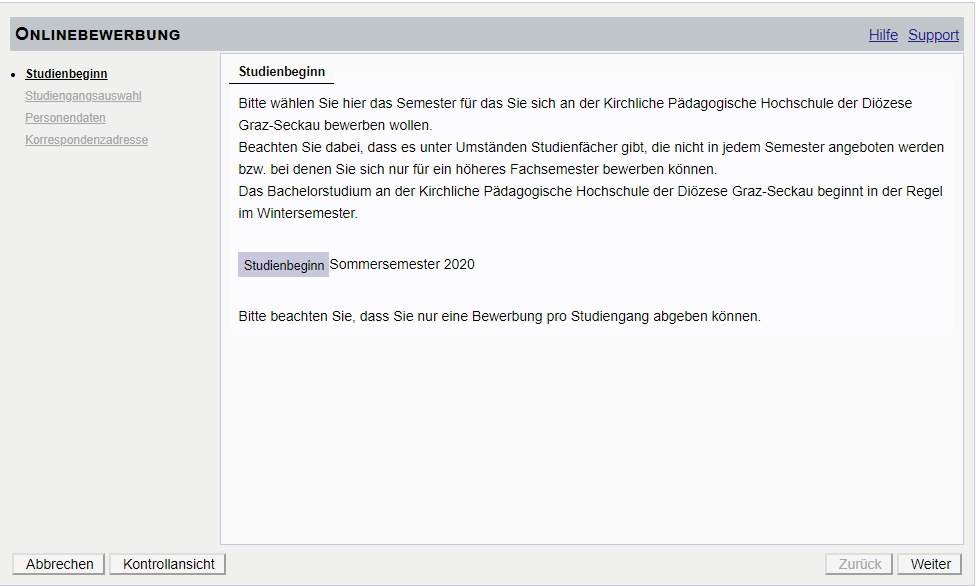 ONLINEBEWERBUNG
Hilfe Support
Studienbeginn
Studiengangsauswahl
Personendaten
Korrespondenzadresse
Studienbeginn
Bitte wählen Sie hier das Semester für das Sie sich an der Kirchliche Pädagogische Hochschule der Diözese
Graz-Seckau bewerben wollen.
Beachten Sie dabei, dass es unter Umständen Studienfächer gibt, die nicht in jedem Semester angeboten werden
bzw. bei denen Sie sich nur für ein höheres Fachsemester bewerben können.
Das Bachelorstudium an der Kirchliche Pädagogische Hochschule der Diözese Graz-Seckau beginnt in der Regel
im Wintersemester.
Studienbeginn Sommersemester 2020
Bitte beachten Sie, dass Sie nur eine Bewerbung pro Studiengang abgeben können.
Abbrechen Kontrollansicht Zurück Weiter